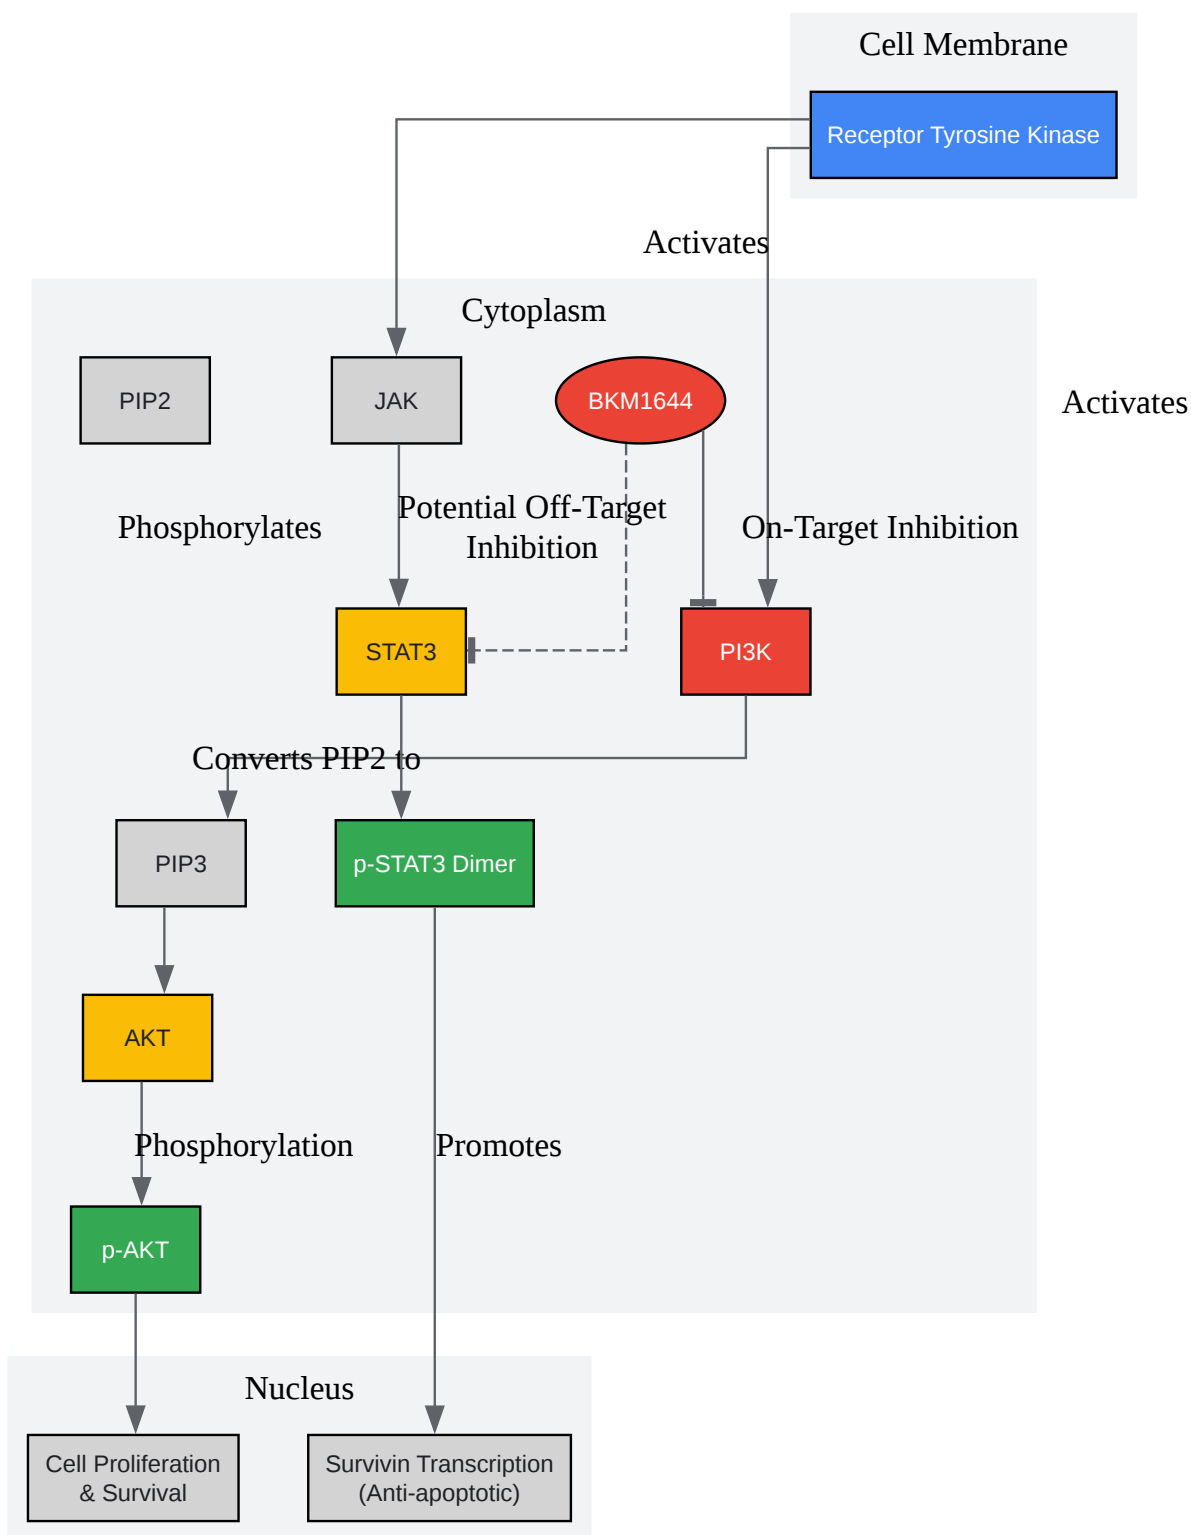 Cell Membrane
Receptor Tyrosine Kinase
Activates
Cytoplasm
PIP2
JAK
BKM1644
Activates
Phosphorylates
Potential Off-Target
Inhibition
On-Target Inhibition
STAT3
PI3K
Converts PIP2 to
PIP3
p-STAT3 Dimer
AKT
Phosphorylation
Promotes
p-AKT
Nucleus
Cell Proliferation
& Survival
Survivin Transcription
(Anti-apoptotic)